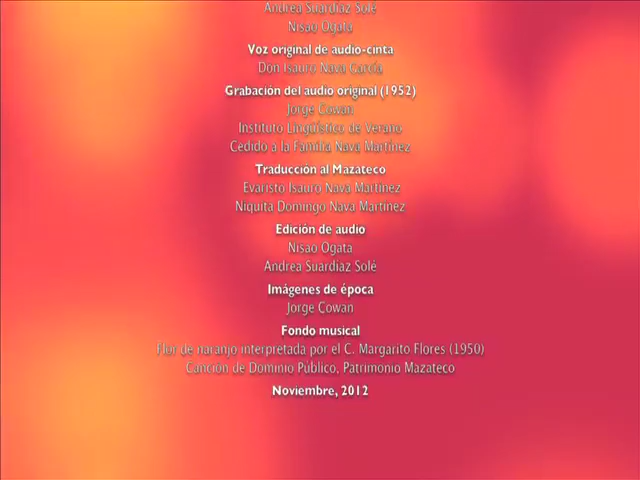 Andrea Suardíaz Solé
Nisao Ogata
Voz original de audio-cinta
Don Isauro Nava García
Grabación del audio original (1952)
Jorge Cowan
Instituto Lingüístico de Verano
Cedido a la Familia Nava Martínez
Traducción al Mazateco
Evaristo Isauro Nava Martínez
Niquita Domingo Nava Martínez
Edición de audio
Nisao Ogata
Andrea Suardíaz Solé
Imágenes de época
Jorge Cowan
Fondo musical
Flor de naranjo interpretada por el C. Margarito Flores (1950)
Canción de Dominio Público, Patrimonio Mazateco
Noviembre, 2012